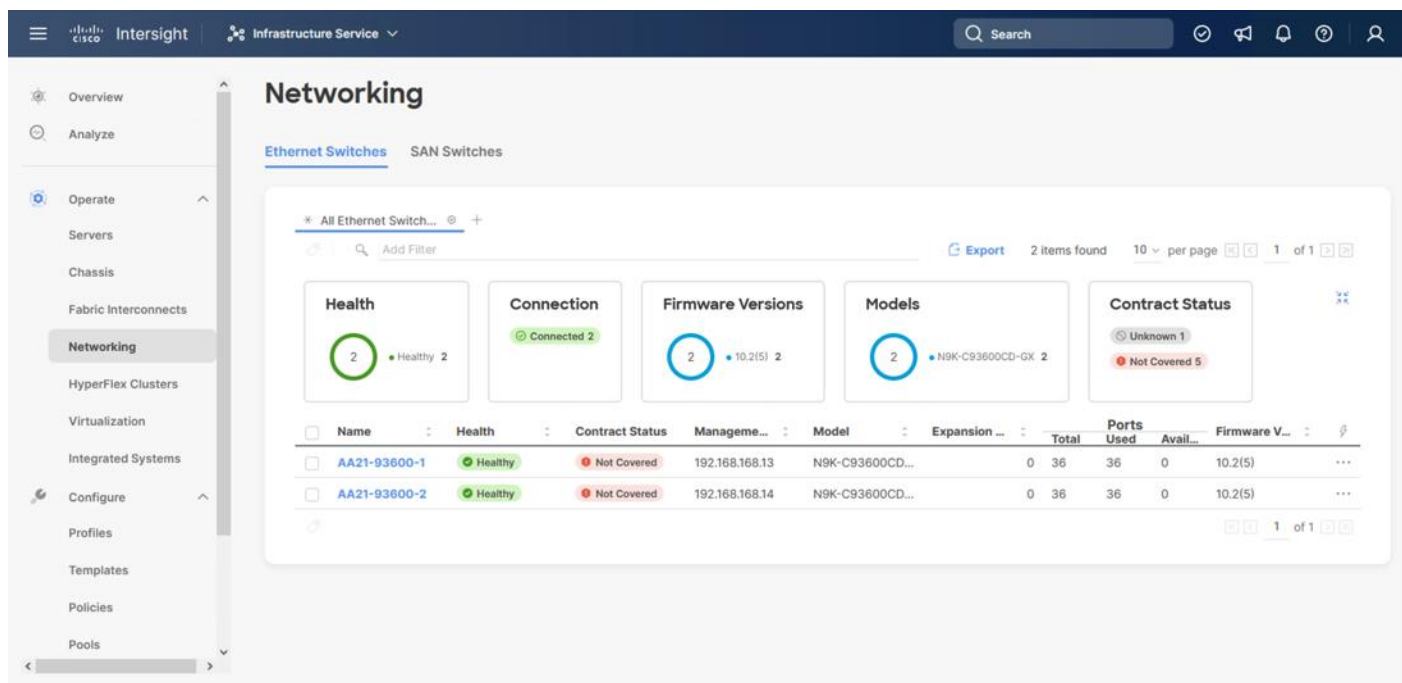 cisco Intersight Infrastructure Service Search
Overview
Analyze
Operate
Servers
Chassis
Fabric Interconnects
Networking
HyperFlex Clusters
Virtualization
Integrated Systems
Configure
Profiles
Templates
Policies
Pools
Networking
Ethernet Switches SAN Switches
All Ethernet Switch... +
Add Filter Export 2 items found 10 per page 1 of 1
Health Connection Firmware Versions Models Contract Status
2 Healthy 2 Connected 2 2 10.2(5) 2 2 N9K-C93600CD-GX 2 Unknown 1
Not Covered 5
Name Health Contract Status Manageme... Model Expansion ... Ports Firmware V...
Total Used Avail...
AA21-93600-1 Healthy Not Covered 192.168.168.13 N9K-C93600CD... 0 36 36 0 10.2(5) ...
AA21-93600-2 Healthy Not Covered 192.168.168.14 N9K-C93600CD... 0 36 36 0 10.2(5) ...
1 of 1